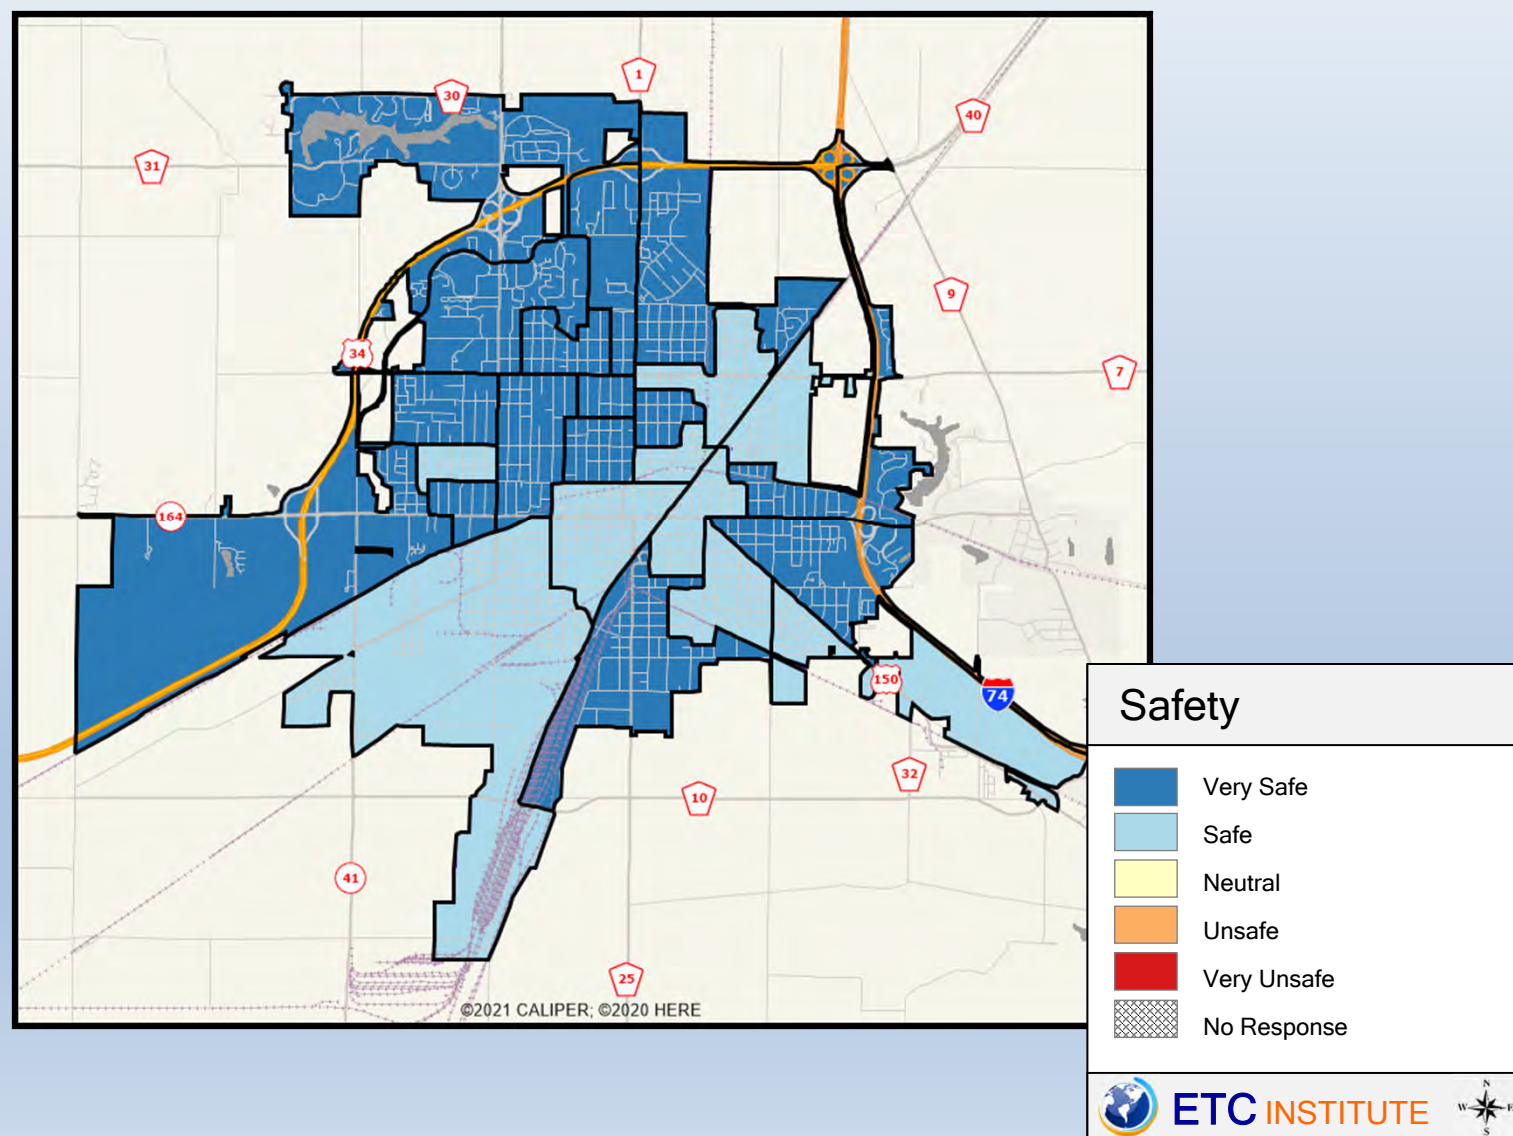 1
30
40
31
9
34
7
164
150
74
32
10
41
25
©2021 CALIPER; ©2020 HERE
Safety
Very Safe
Safe
Neutral
Unsafe
Very Unsafe
No Response
ETC INSTITUTE
N
W E
S